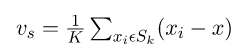 $v_s = \frac{1}{K} \sum_{x_i \epsilon S_k} (x_i - x)$